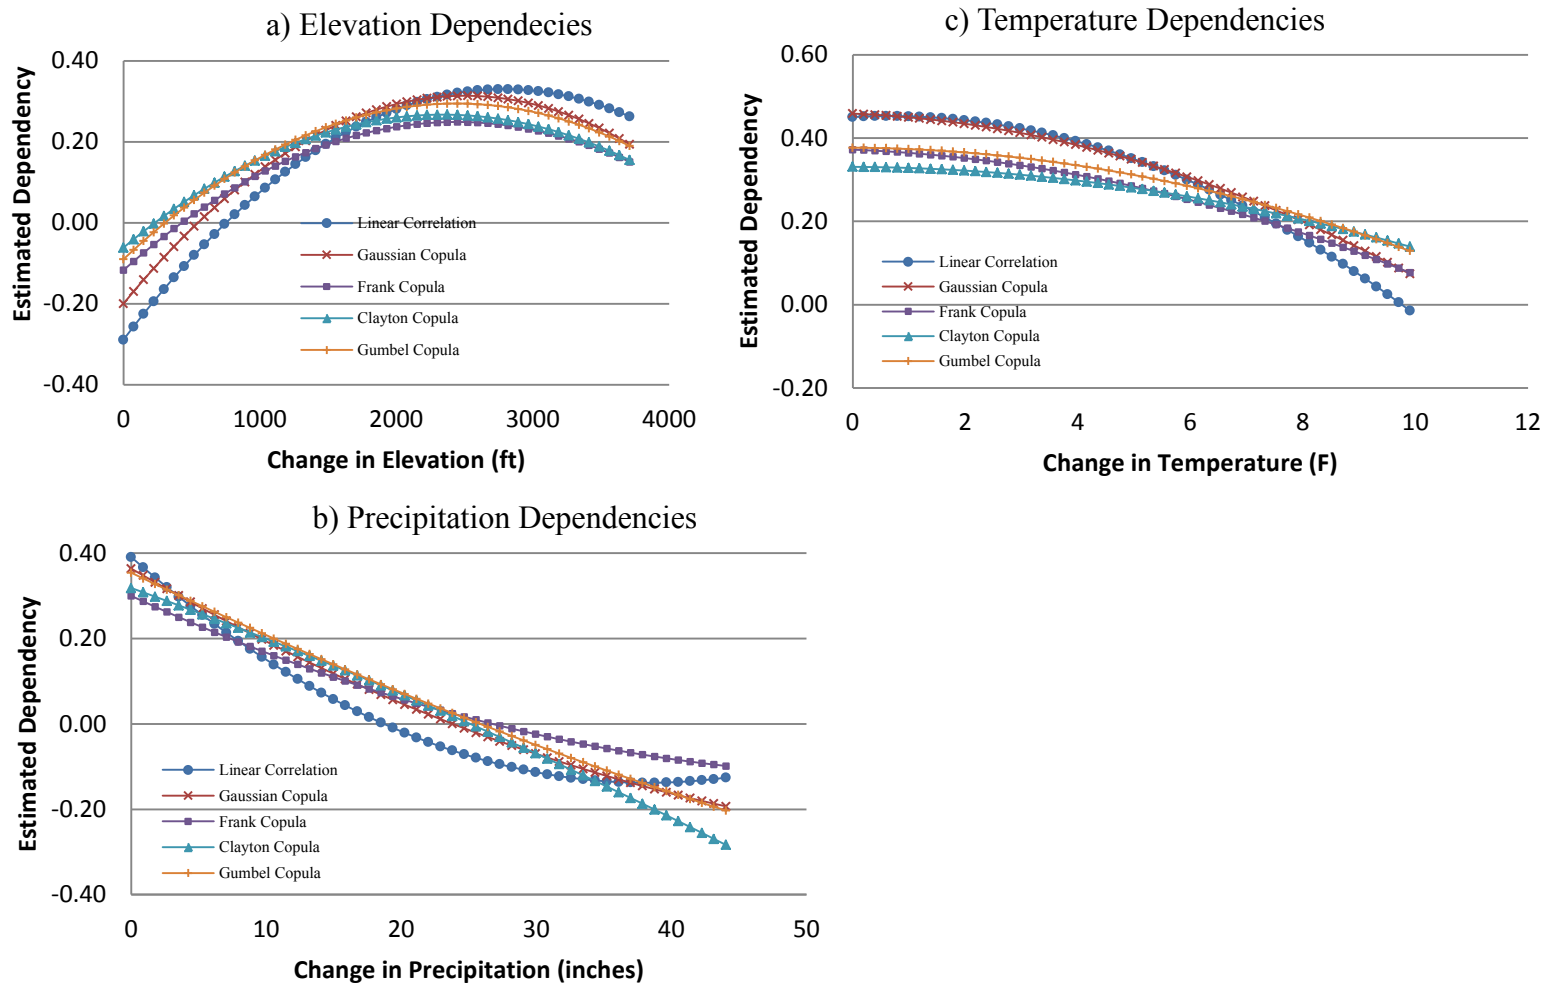 a) Elevation Dependecies
0.40
0.20
0.00
-0.20
-0.40
Estimated Dependency
Linear Correlation
Gaussian Copula
Frank Copula
Clayton Copula
Gumbel Copula
0 1000 2000 3000 4000
Change in Elevation (ft)
c) Temperature Dependencies
0.60
0.40
0.20
0.00
-0.20
Estimated Dependency
Linear Correlation
Gaussian Copula
Frank Copula
Clayton Copula
Gumbel Copula
0 2 4 6 8 10 12
Change in Temperature (F)
b) Precipitation Dependencies
0.40
0.20
0.00
-0.20
-0.40
Estimated Dependency
Linear Correlation
Gaussian Copula
Frank Copula
Clayton Copula
Gumbel Copula
0 10 20 30 40 50
Change in Precipitation (inches)